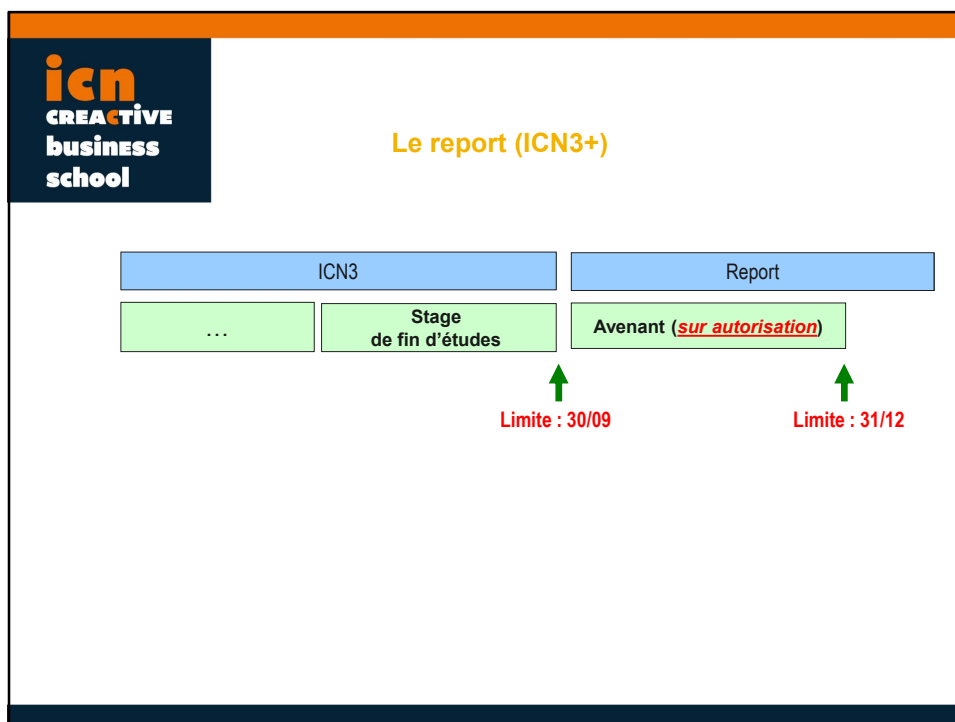 icn
CREACTIVE
business
school
Le report (ICN3+)
ICN3
Report
...
Stage
de fin d'études
Avenant (sur autorisation)
Limite : 30/09
Limite : 31/12